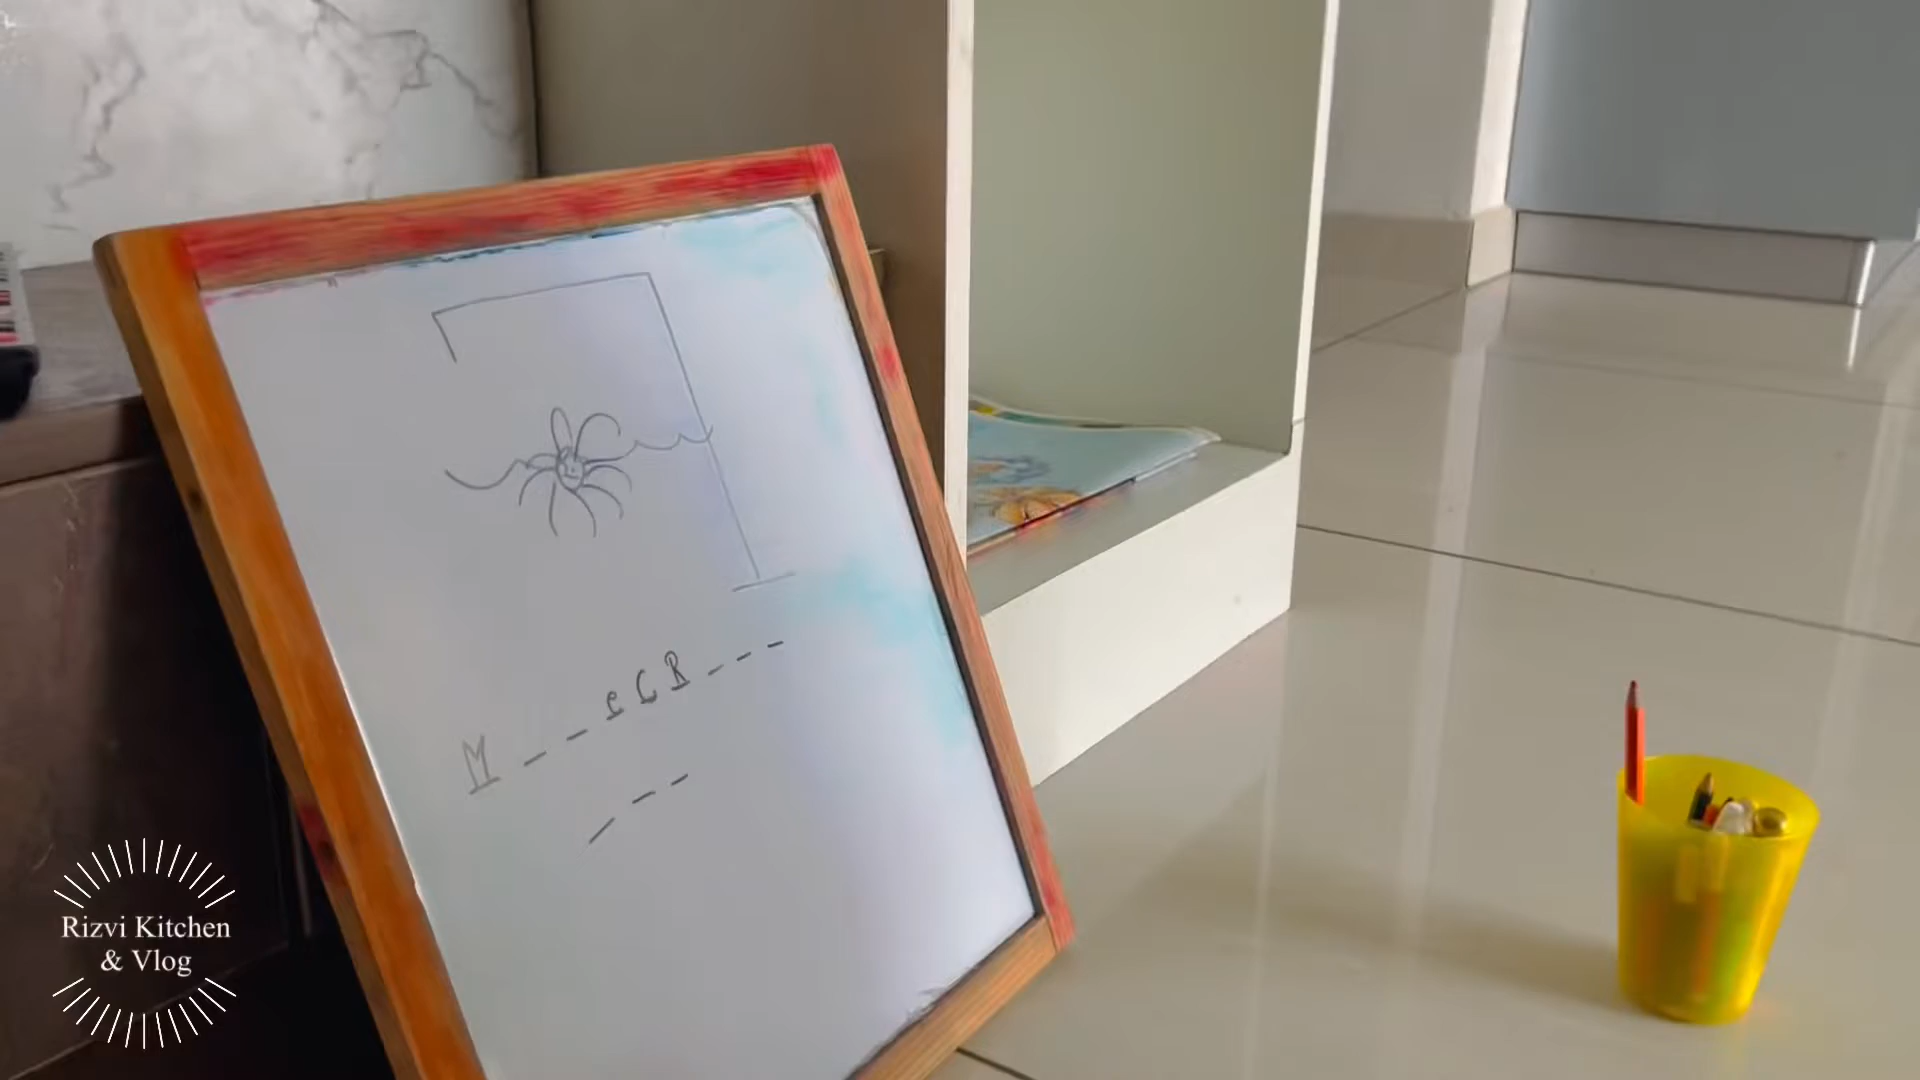 M _ _ e C R _ _ _
_ _ _
Rizvi Kitchen
& Vlog